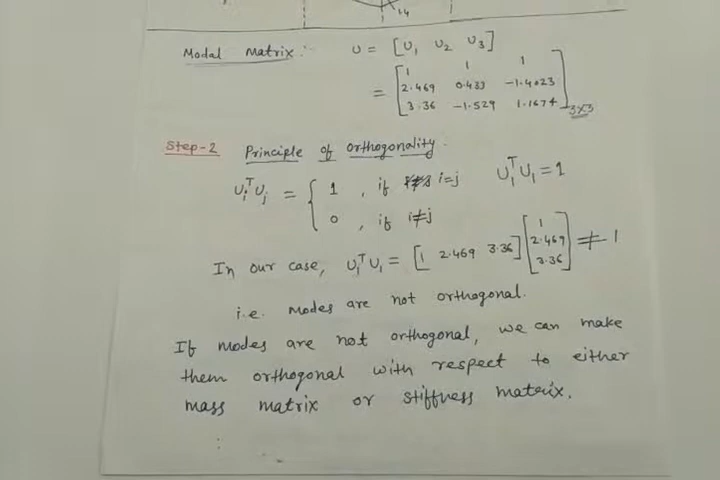 14
Modal Matrix :- U = [U₁ U₂ U₃]
= [1 1 1
2.469 0.433 -1.4023
3.36 -1.529 1.1674]3×3
Step-2 Principle of orthogonality.
UᵢᵀUⱼ = { 1 , if i=j U₁ᵀU₁ = 1
0 , if i≠j
In our case, U₁ᵀU₁ = [1 2.469 3.36] [1 2.469 3.36] ≠ 1
i.e. modes are not orthogonal.
If modes are not orthogonal, we can make
them orthogonal with respect to either
mass matrix or stiffness matrix.